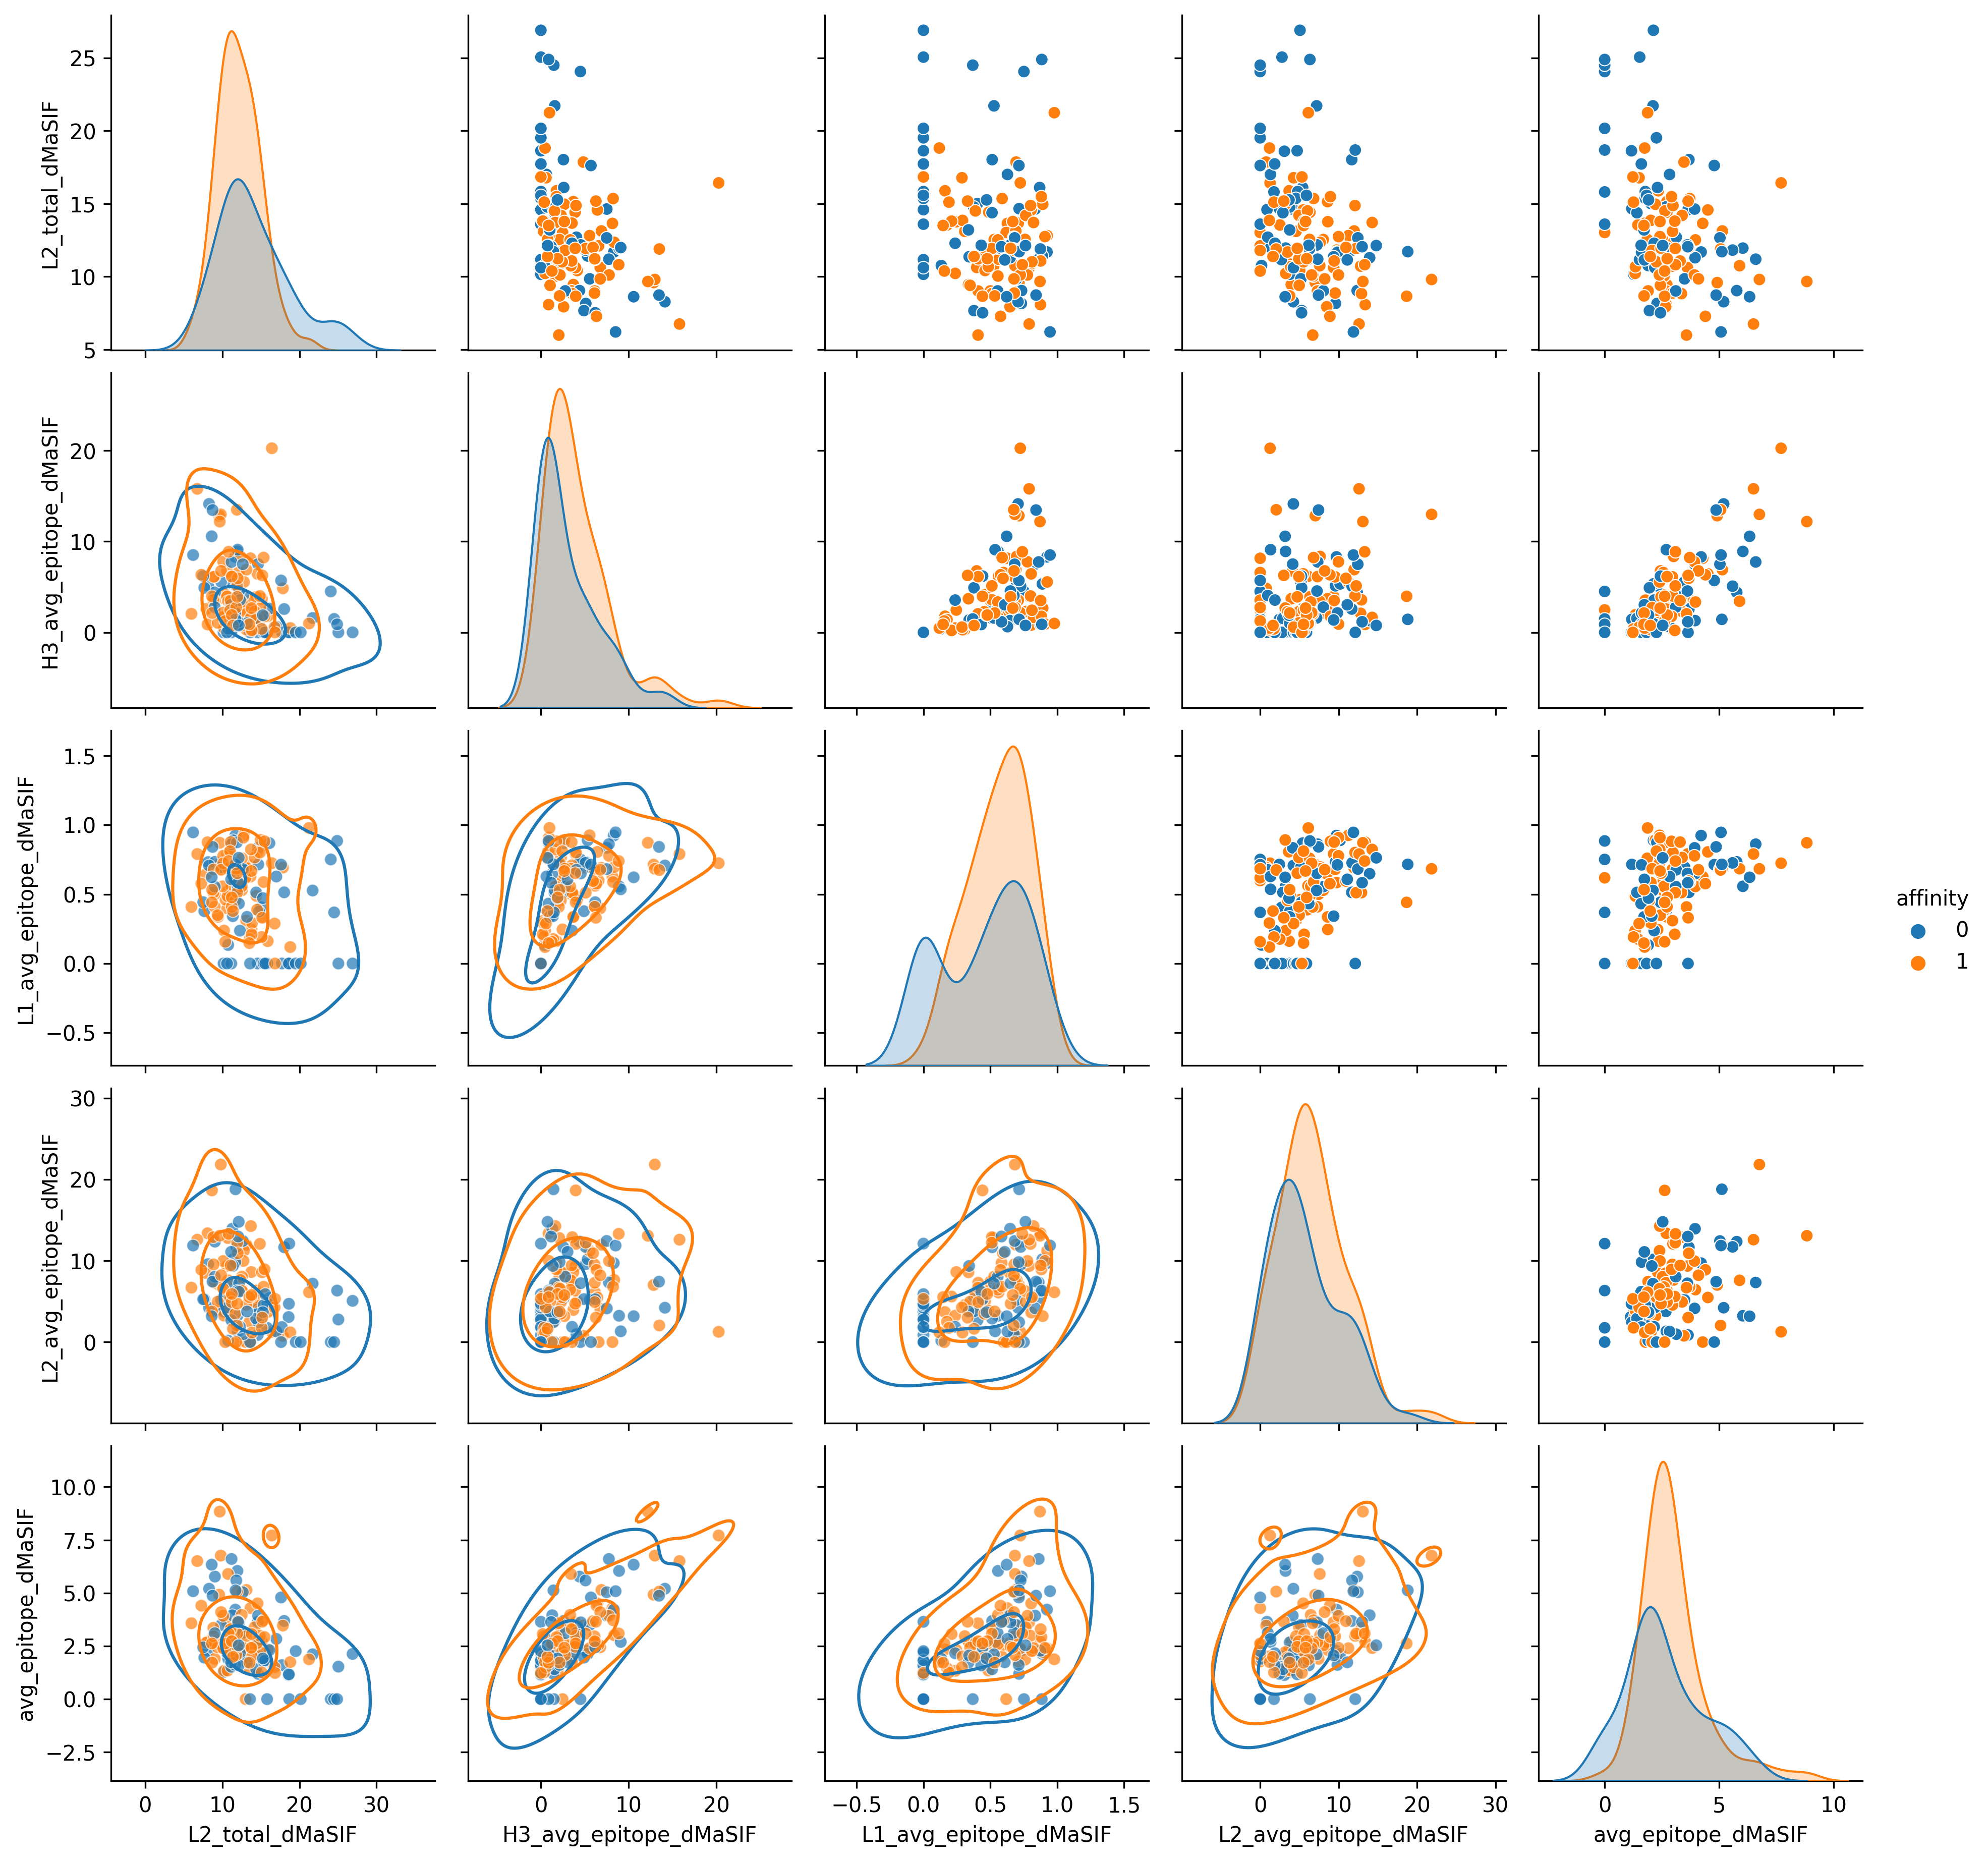 25
20
15
10
5
L2_total_dMaSIF
20
10
0
H3_avg_epitope_dMaSIF
1.5
1.0
0.5
0.0
−0.5
L1_avg_epitope_dMaSIF
affinity
0
1
30
20
10
0
L2_avg_epitope_dMaSIF
10.0
7.5
5.0
2.5
0.0
−2.5
avg_epitope_dMaSIF
0 10 20 30
0 10 20
−0.5 0.0 0.5 1.0 1.5
0 10 20 30
0 5 10
L2_total_dMaSIF
H3_avg_epitope_dMaSIF
L1_avg_epitope_dMaSIF
L2_avg_epitope_dMaSIF
avg_epitope_dMaSIF